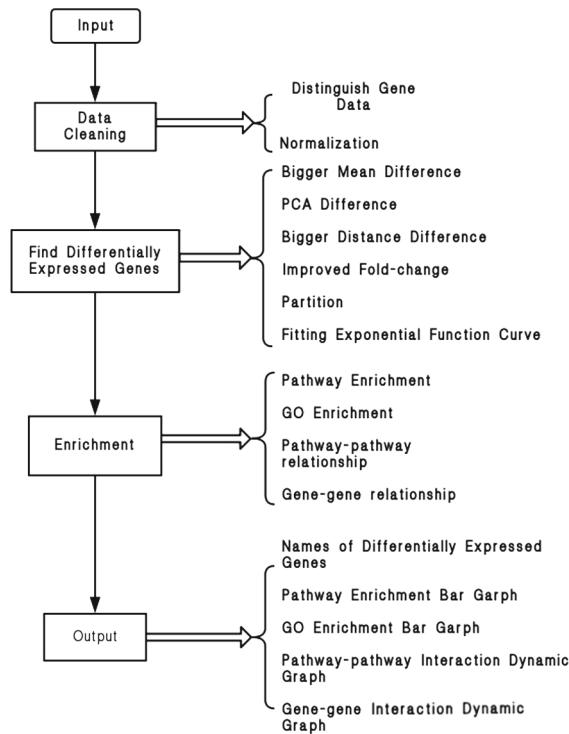 Input
Data
Cleaning
Distinguish Gene
Data
Normalization
Find Differentially
Expressed Genes
Bigger Mean Difference
PCA Difference
Bigger Distance Difference
Improved Fold-change
Partition
Fitting Exponential Function Curve
Enrichment
Pathway Enrichment
GO Enrichment
Pathway-pathway
relationship
Gene-gene relationship
Output
Names of Differentially Expressed
Genes
Pathway Enrichment Bar Garph
GO Enrichment Bar Garph
Pathway-pathway Interaction Dynamic
Graph
Gene-gene Interaction Dynamic
Graph